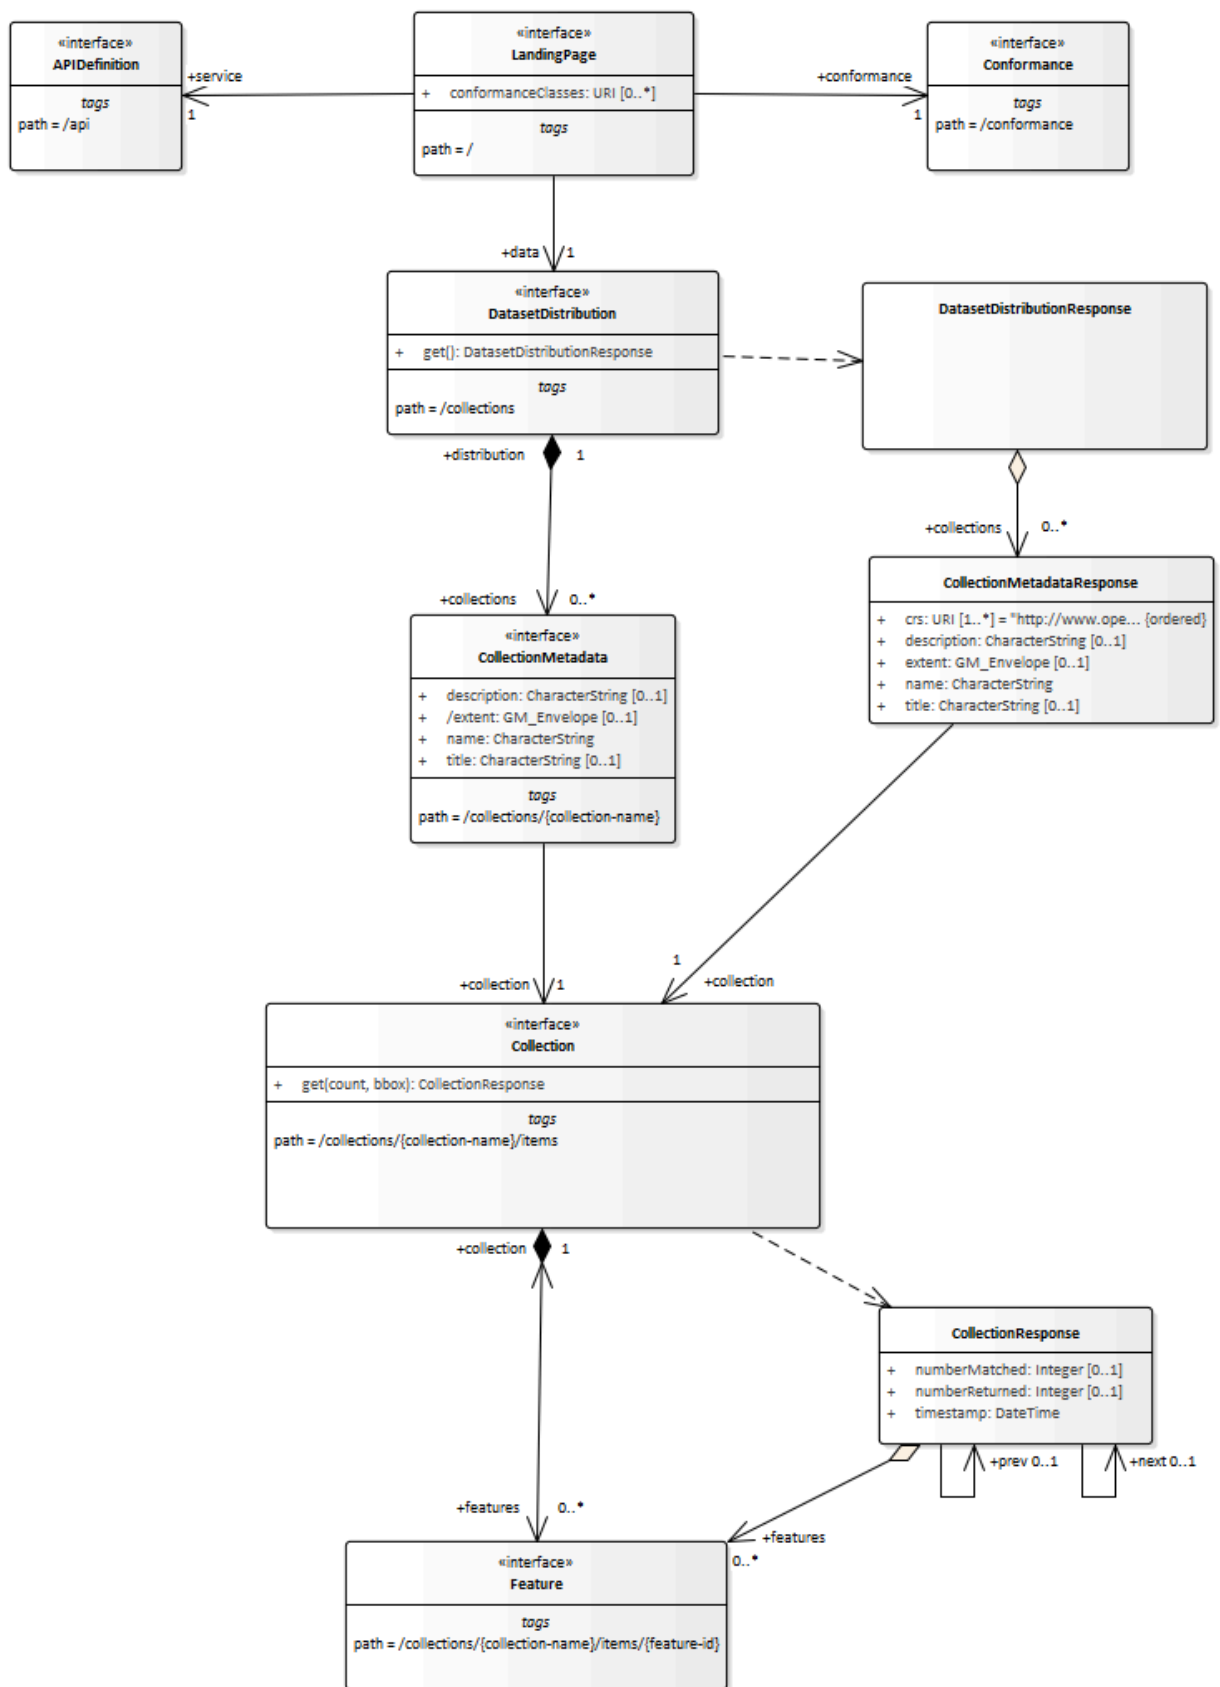 «interface»
APIDefinition
tags
path = /api
+service
1
«interface»
LandingPage
+ conformanceClasses: URI [0..*]
tags
path = /
+conformance
1
«interface»
Conformance
tags
path = /conformance
+data
1
«interface»
DatasetDistribution
+ get(): DatasetDistributionResponse
tags
path = /collections
DatasetDistributionResponse
+distribution
1
+collections
0..*
+collections
0..*
CollectionMetadataResponse
+ crs: URI [1..*] = "http://www.ope... {ordered}
+ description: CharacterString [0..1]
+ extent: GM_Envelope [0..1]
+ name: CharacterString
+ title: CharacterString [0..1]
«interface»
CollectionMetadata
+ description: CharacterString [0..1]
+ /extent: GM_Envelope [0..1]
+ name: CharacterString
+ title: CharacterString [0..1]
tags
path = /collections/{collection-name}
+collection
1
1
+collection
«interface»
Collection
+ get(count, bbox): CollectionResponse
tags
path = /collections/{collection-name}/items
+collection
1
CollectionResponse
+ numberMatched: Integer [0..1]
+ numberReturned: Integer [0..1]
+ timestamp: DateTime
+prev 0..1
+next 0..1
+features
0..*
+features
0..*
«interface»
Feature
tags
path = /collections/{collection-name}/items/{feature-id}